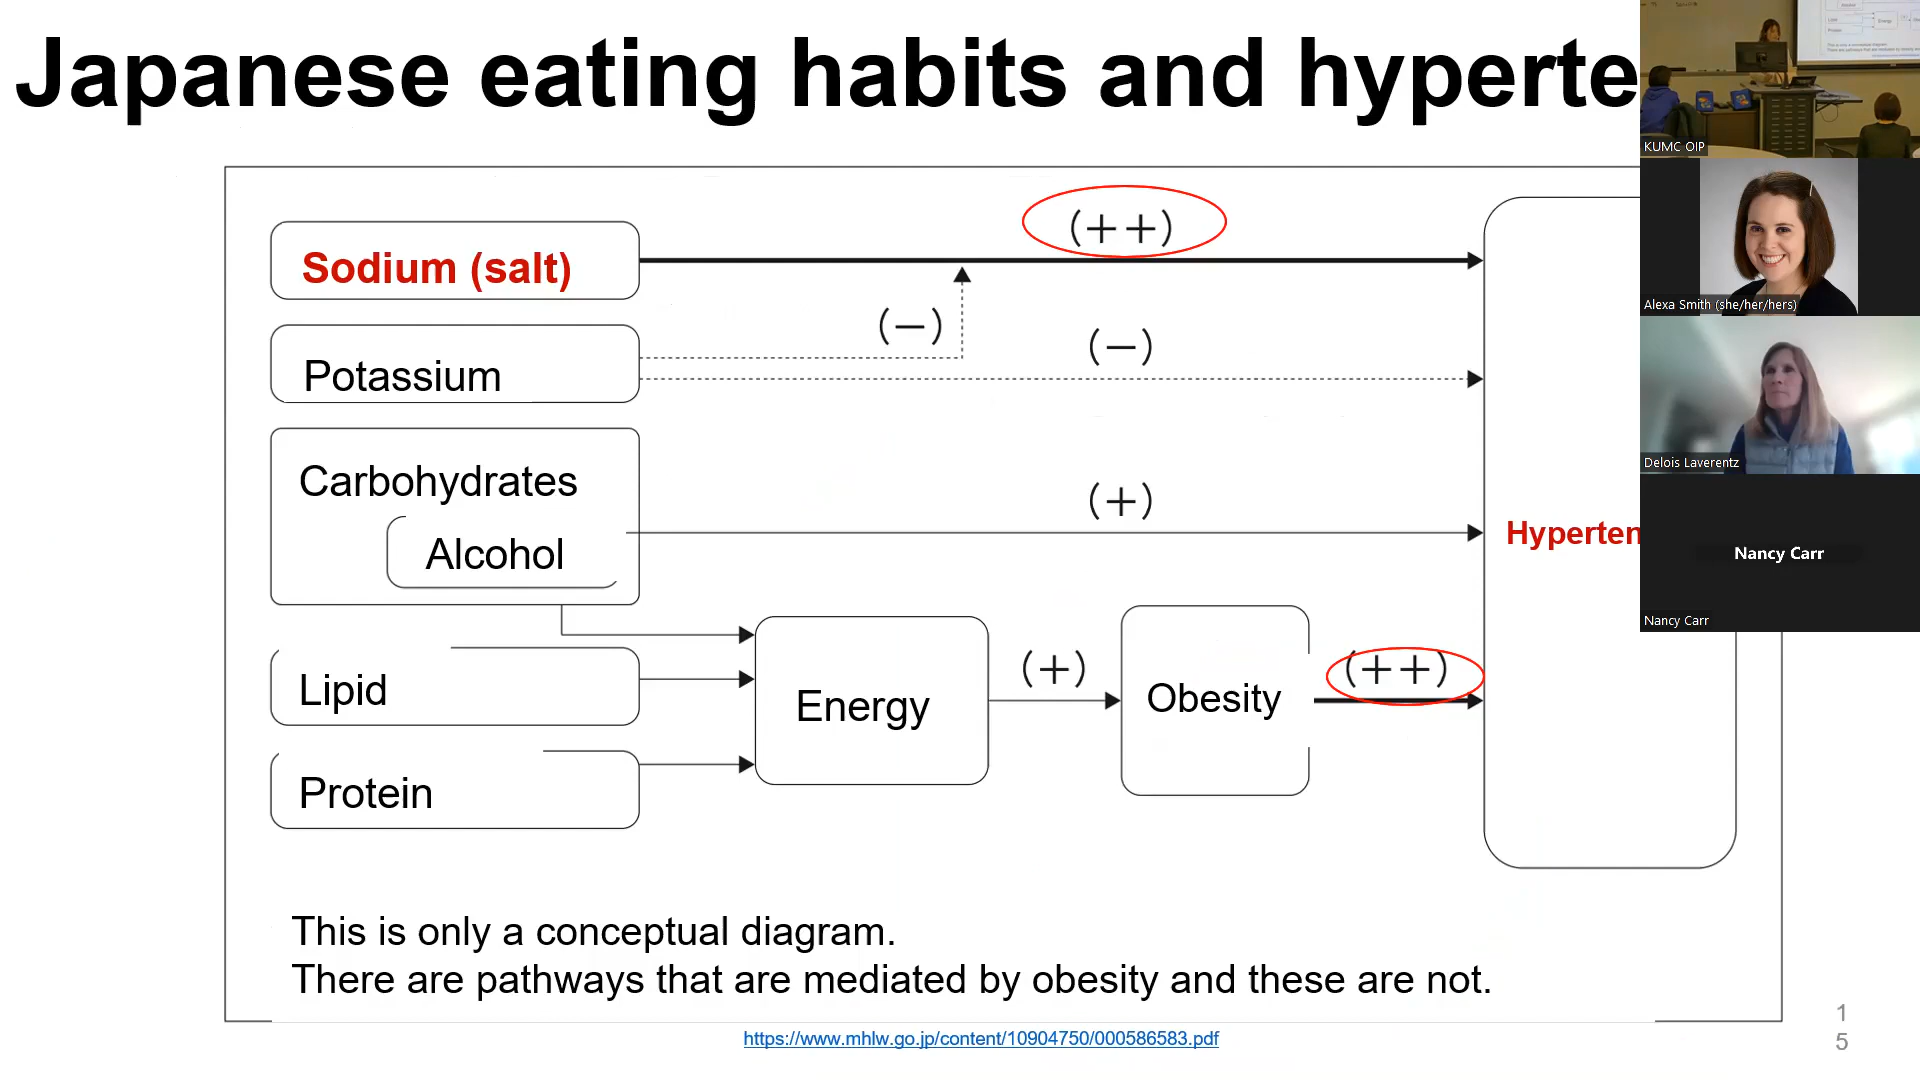 Japanese eating habits and hyperte
Sodium (salt)
(++)
(−)
Potassium
(−)
Carbohydrates
Alcohol
(+)
Hyperten
Lipid
Protein
Energy
(+)
Obesity
(++)
This is only a conceptual diagram.
There are pathways that are mediated by obesity and these are not.
https://www.mhlw.go.jp/content/10904750/000586583.pdf
1
5
KUMC OIP
Alexa Smith (she/her/hers)
Delois Laverentz
Nancy Carr
Nancy Carr